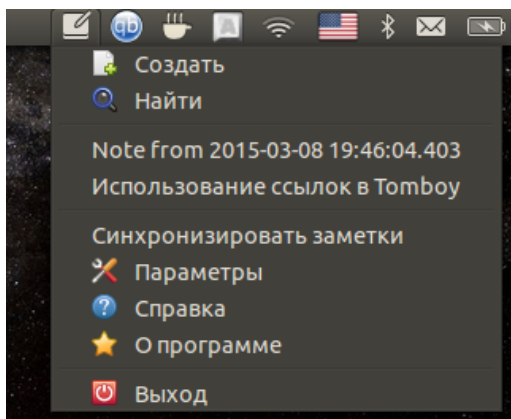 qb
A
Создать
Найти
Note from 2015-03-08 19:46:04.403
Использование ссылок в Tomboy
Синхронизировать заметки
Параметры
Справка
О программе
Выход